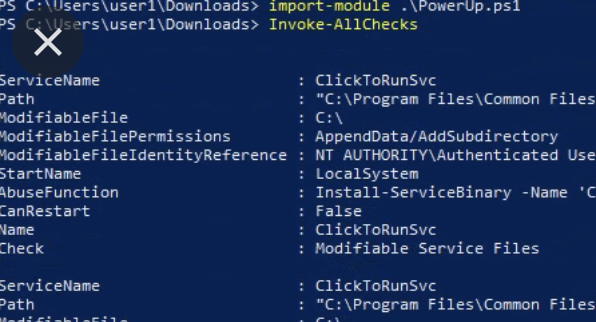 PS C:\Users\user1\Downloads> import-module .\PowerUp.ps1
PS C:\Users\user1\Downloads> Invoke-AllChecks
ServiceName : ClickToRunSvc
Path : "C:\Program Files\Common Files
ModifiableFile : C:\
ModifiableFilePermissions : AppendData/AddSubdirectory
ModifiableFileIdentityReference : NT AUTHORITY\Authenticated Use
StartName : LocalSystem
AbuseFunction : Install-ServiceBinary -Name 'C
CanRestart : False
Name : ClickToRunSvc
Check : Modifiable Service Files
ServiceName : ClickToRunSvc
Path : "C:\Program Files\Common Files
ModifiableFile : C:\